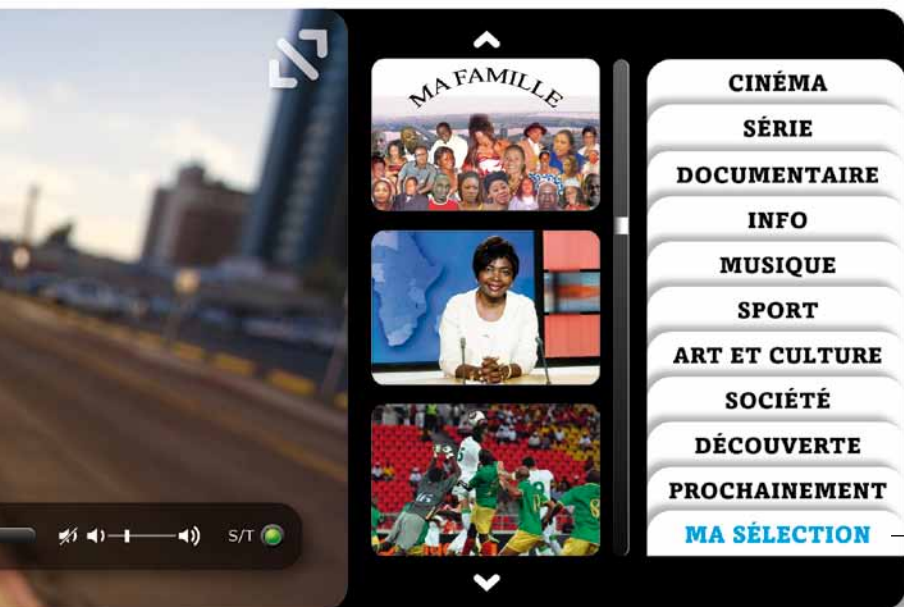 MA FAMILLE
S/T
CINÉMA
SÉRIE
DOCUMENTAIRE
INFO
MUSIQUE
SPORT
ART ET CULTURE
SOCIÉTÉ
DÉCOUVERTE
PROCHAINEMENT
MA SÉLECTION